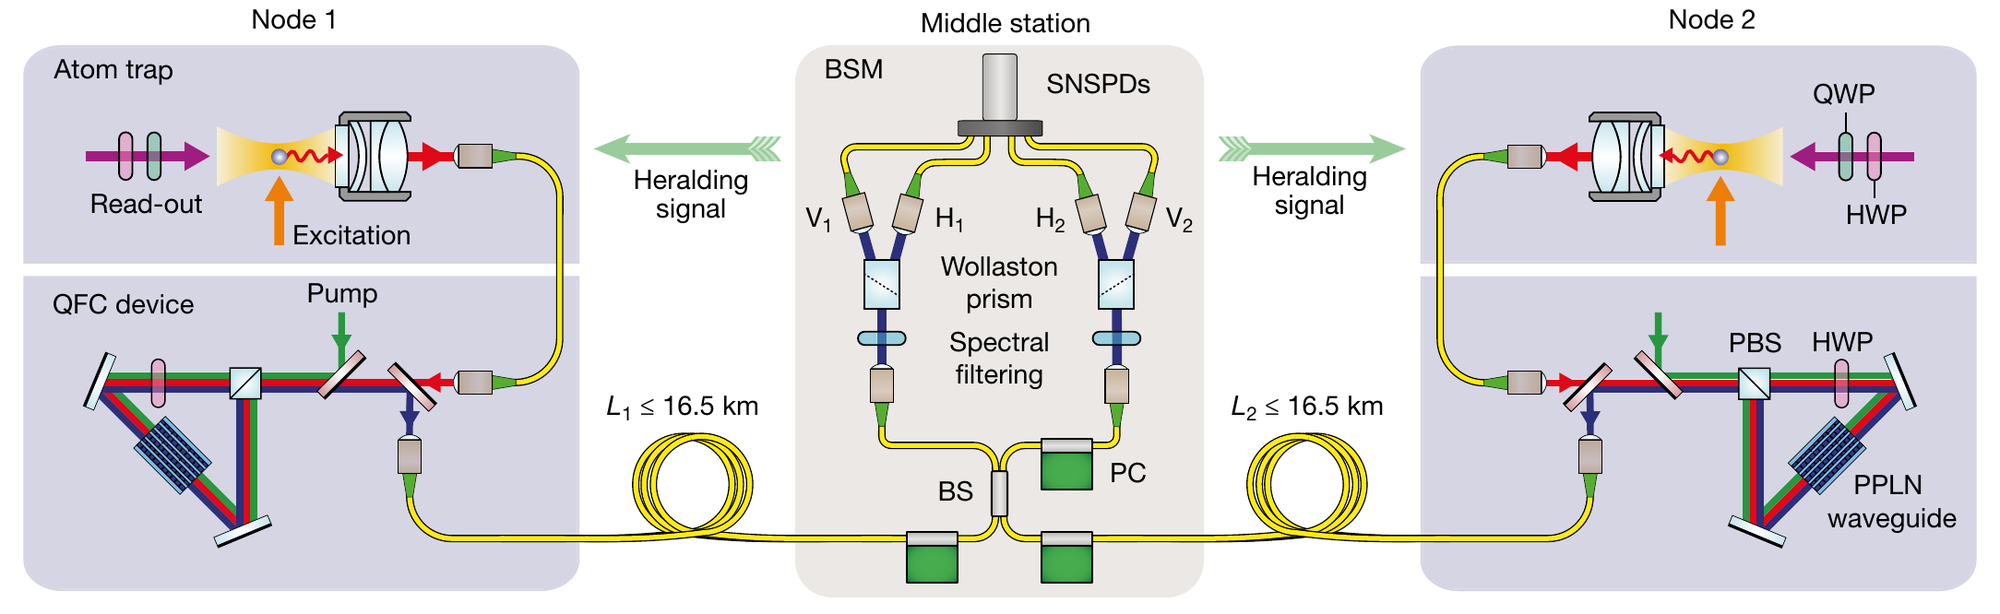 Node 1
Middle station
Node 2
Atom trap
Read-out
Excitation
QFC device
Pump
Heralding
signal
L₁ ≤ 16.5 km
BSM
SNSPDs
V₁
H₁
H₂
V₂
Wollaston
prism
Spectral
filtering
BS
PC
Heralding
signal
L₂ ≤ 16.5 km
QWP
HWP
PBS
HWP
PPLN
waveguide